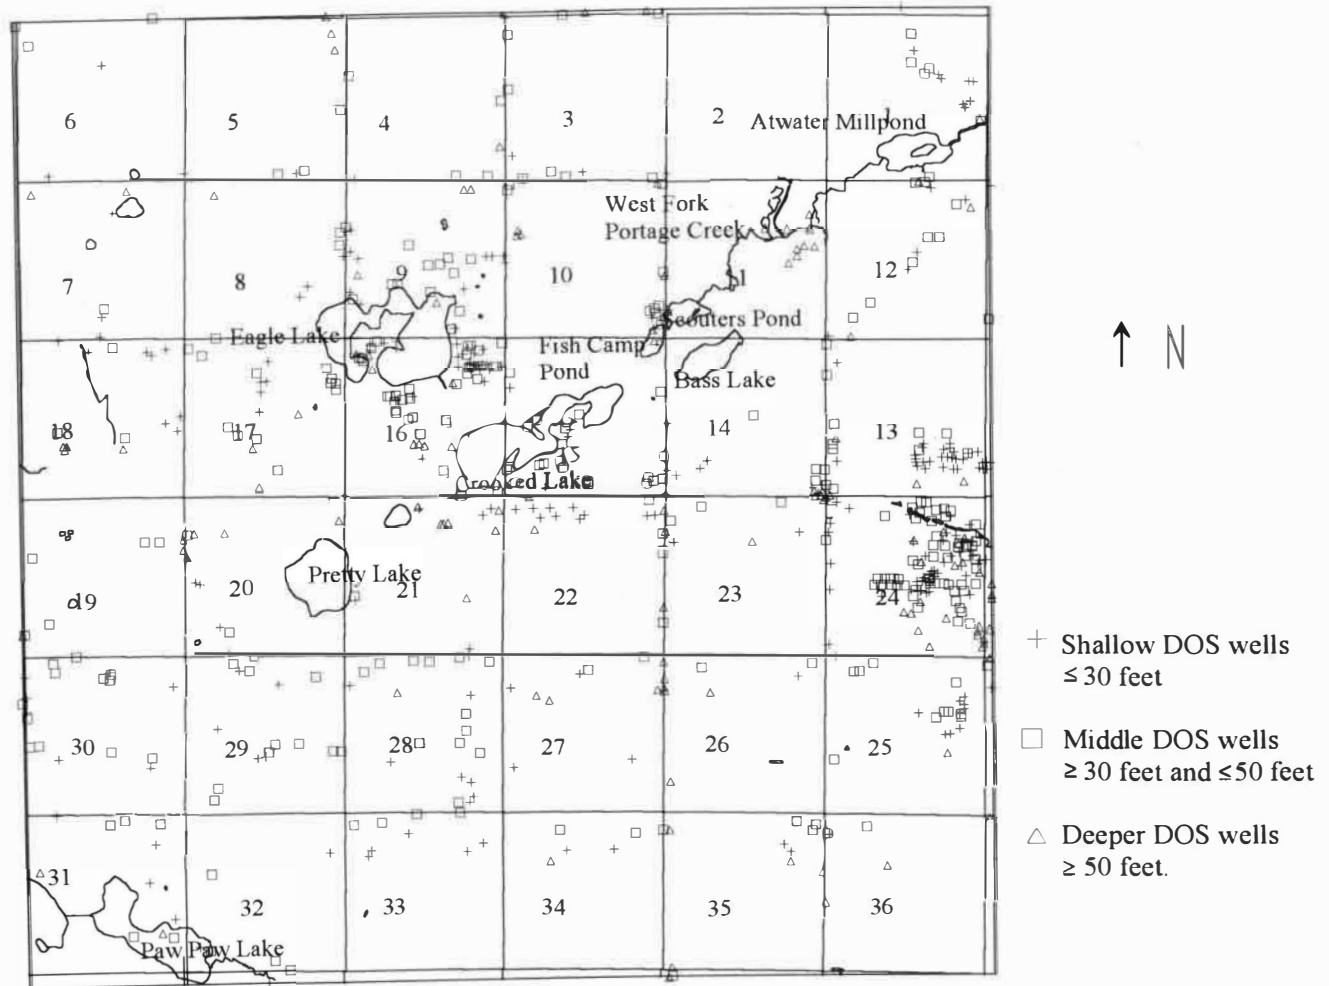 6
5
4
3
2
Atwater Millpond
West Fork
Portage Creek
7
8
9
10
12
Eagle Lake
Scouters Pond
Fish Camp
Pond
Bass Lake
18
17
16
15
14
13
Crooked Lake
19
20
Pretty Lake
21
22
23
24
30
29
28
27
26
25
31
32
33
34
35
36
Paw Paw Lake
N
+ Shallow DOS wells
≤ 30 feet
□ Middle DOS wells
≥ 30 feet and ≤50 feet
△ Deeper DOS wells
≥ 50 feet.